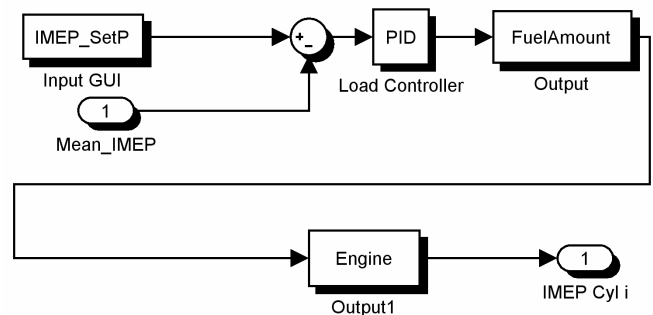 IMEP_SetP
Input GUI
+
-
PID
Load Controller
FuelAmount
Output
1
Mean_IMEP
Engine
Output1
1
IMEP Cyl i